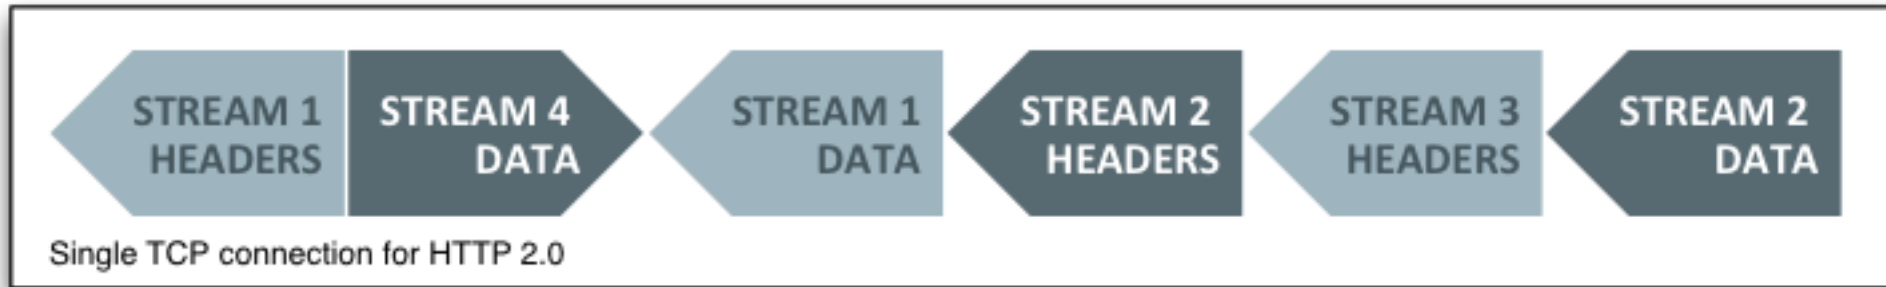 STREAM 1
HEADERS
STREAM 4
DATA
STREAM 1
DATA
STREAM 2
HEADERS
STREAM 3
HEADERS
STREAM 2
DATA
Single TCP connection for HTTP 2.0